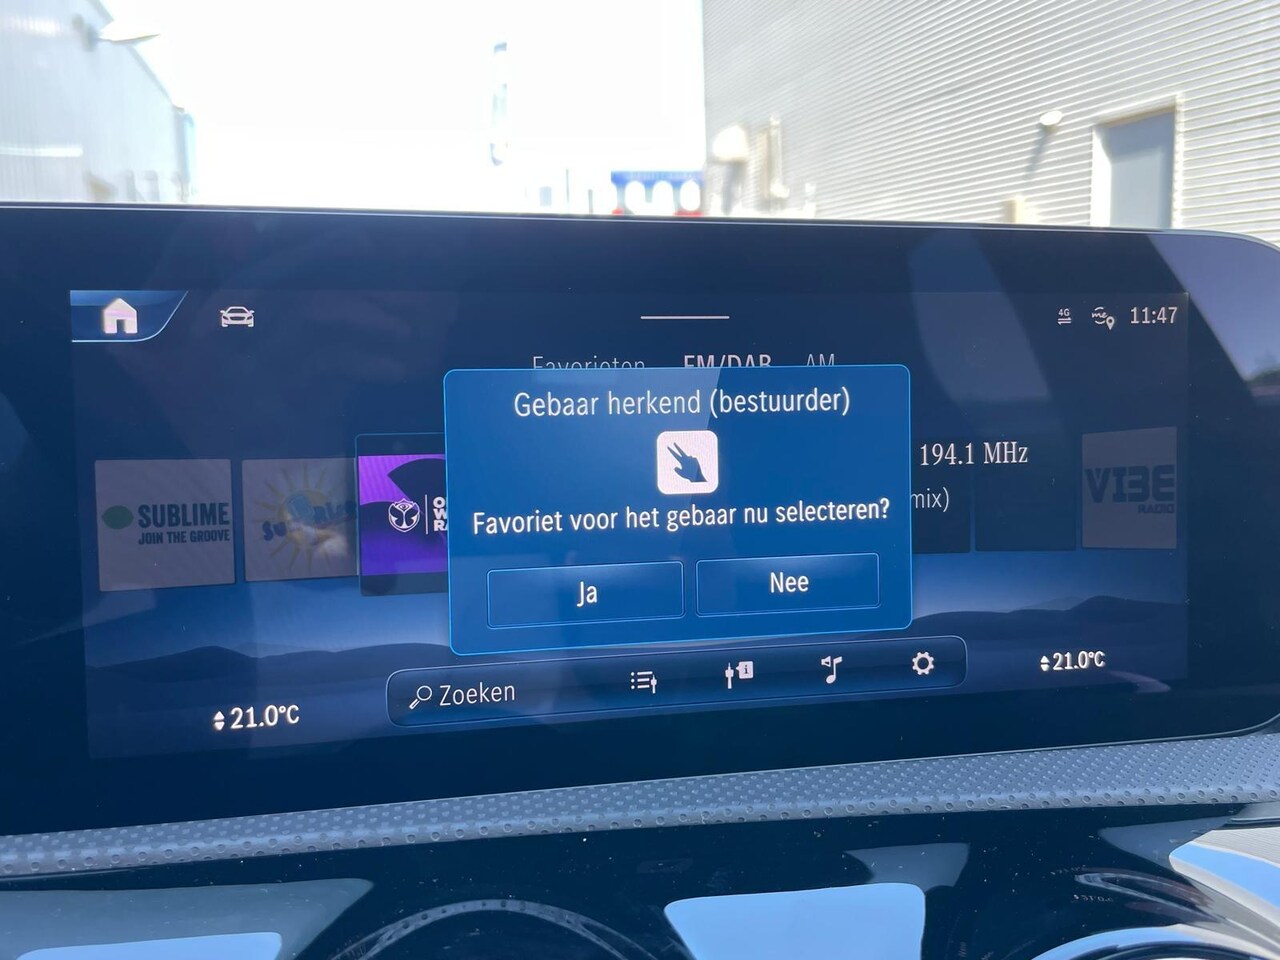 4G
me
11:47
Favorieten FM/DAB AM
Gebaar herkend (bestuurder)
194.1 MHz
SUBLIME
JOIN THE GROOVE
VIBE
RADIO
mix)
Favoriet voor het gebaar nu selecteren?
Ja
Nee
Zoeken
21.0°C
21.0°C